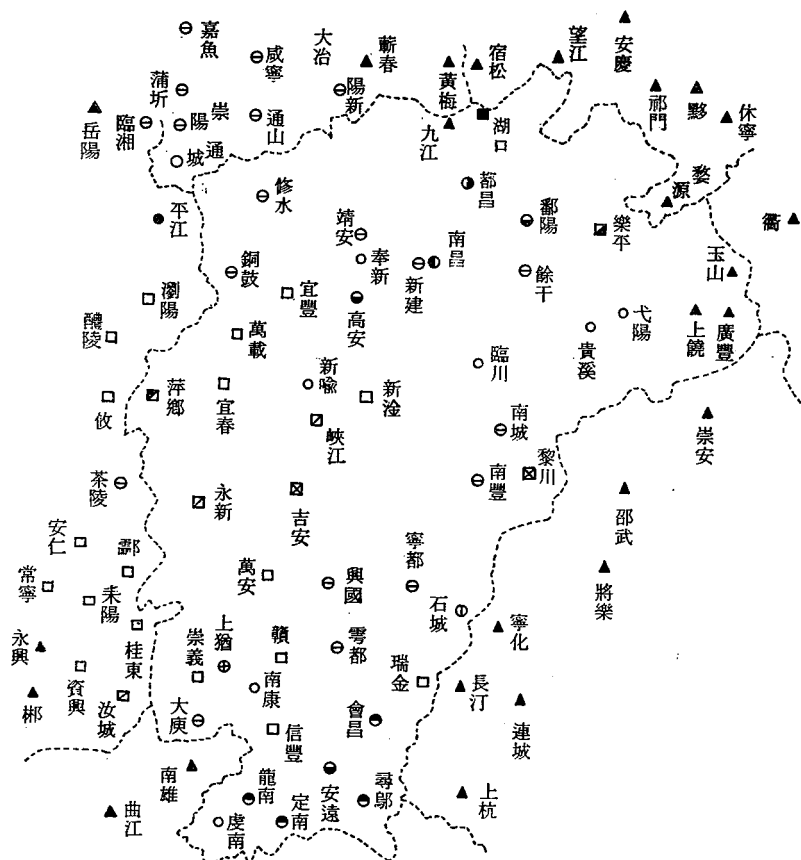 嘉魚
咸寧
大冶
蘄春
黃梅
宿松
望江
安慶
蒲圻
陽新
祁門
黟
休寧
岳陽
臨湘
崇陽
通山
九江
湖口
通城
婺源
修水
都昌
平江
靖安
南昌
鄱陽
樂平
衢
銅鼓
奉新
新建
餘干
玉山
瀏陽
宜豐
高安
弋陽
上饒
廣豐
醴陵
萬載
貴溪
臨川
攸
萍鄉
宜春
新喩
新淦
峽江
南城
崇安
茶陵
永新
吉安
南豐
黎川
邵武
安仁
酃
萬安
興國
寧都
將樂
常寧
耒陽
石城
寧化
永興
桂東
崇義
上猶
贛
雩都
資興
瑞金
長汀
郴
汝城
南康
連城
大庾
信豐
會昌
南雄
龍南
安遠
尋鄔
上杭
曲江
虔南
定南